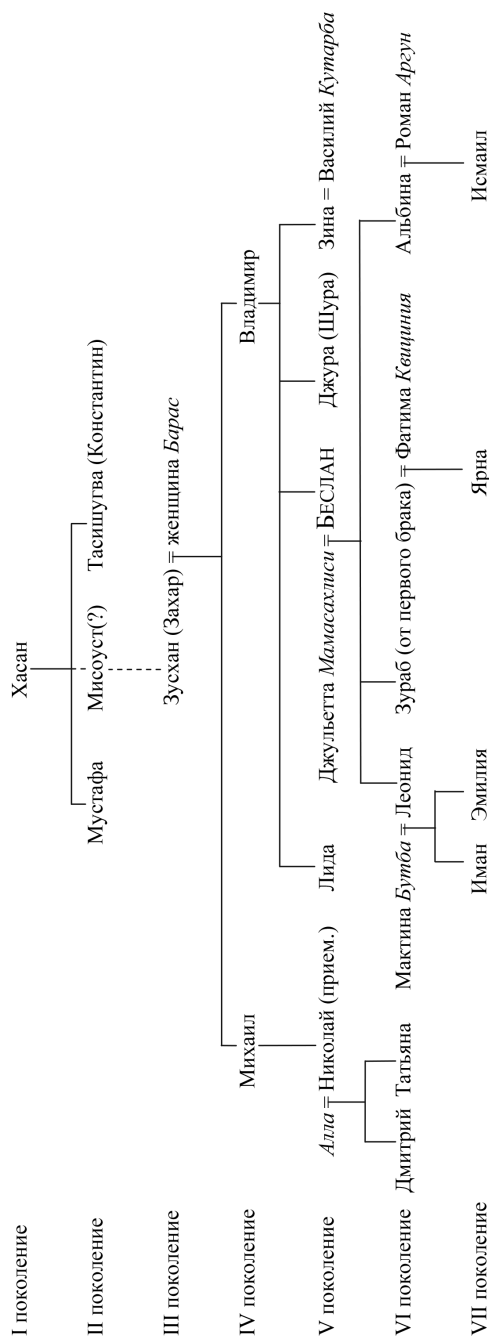 I поколение Хасан
II поколение Мустафа Мисоуст(?) Тасишугва (Константин)
III поколение Зусхан (Захар) = женщина Барас
IV поколение Михаил Владимир
V поколение Алла = Николай (прием.) Лида Джульетта Мамасахлиси = БЕСЛАН Джура (Шура) Зина = Василий Кутарба
VI поколение Дмитрий Татьяна Мактина Бутба = Леонид Зураб (от первого брака) = Фатима Квициния Альбина = Роман Аргун
VII поколение Иман Эмилия Ярна Исмаил